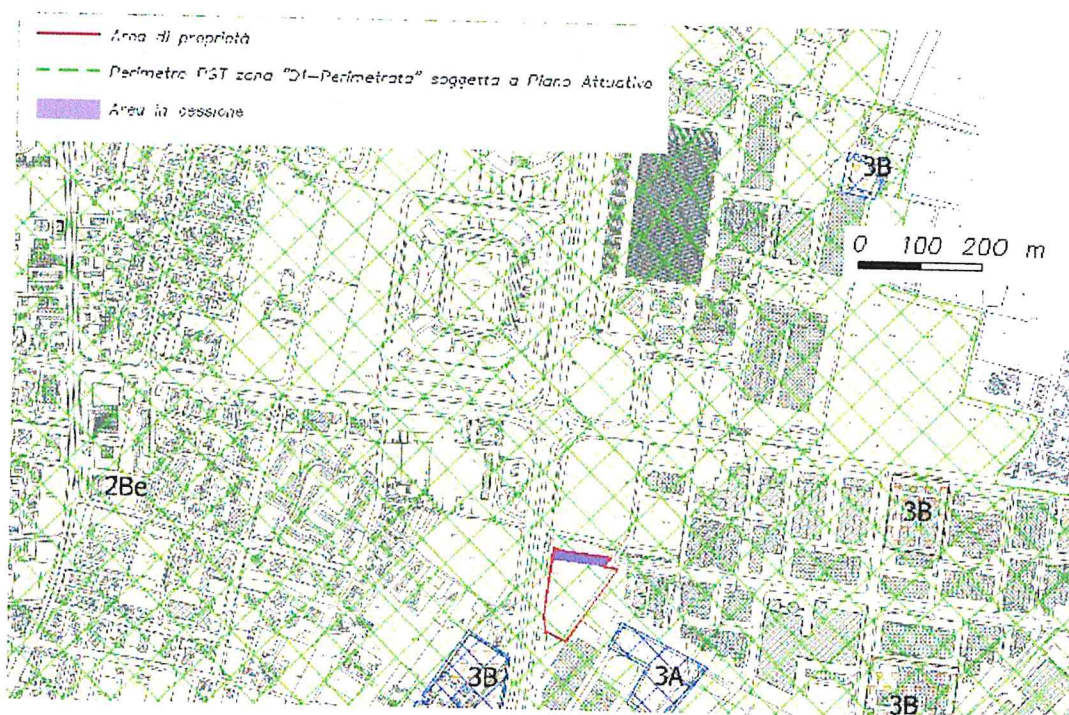 Area di proprietà
Perimetro PGT zona "D1-Perimetrata" soggetta a Piano Attuativo
Area in cessione
3B
0 100 200 m
2Be
3B
3B
3A
3B